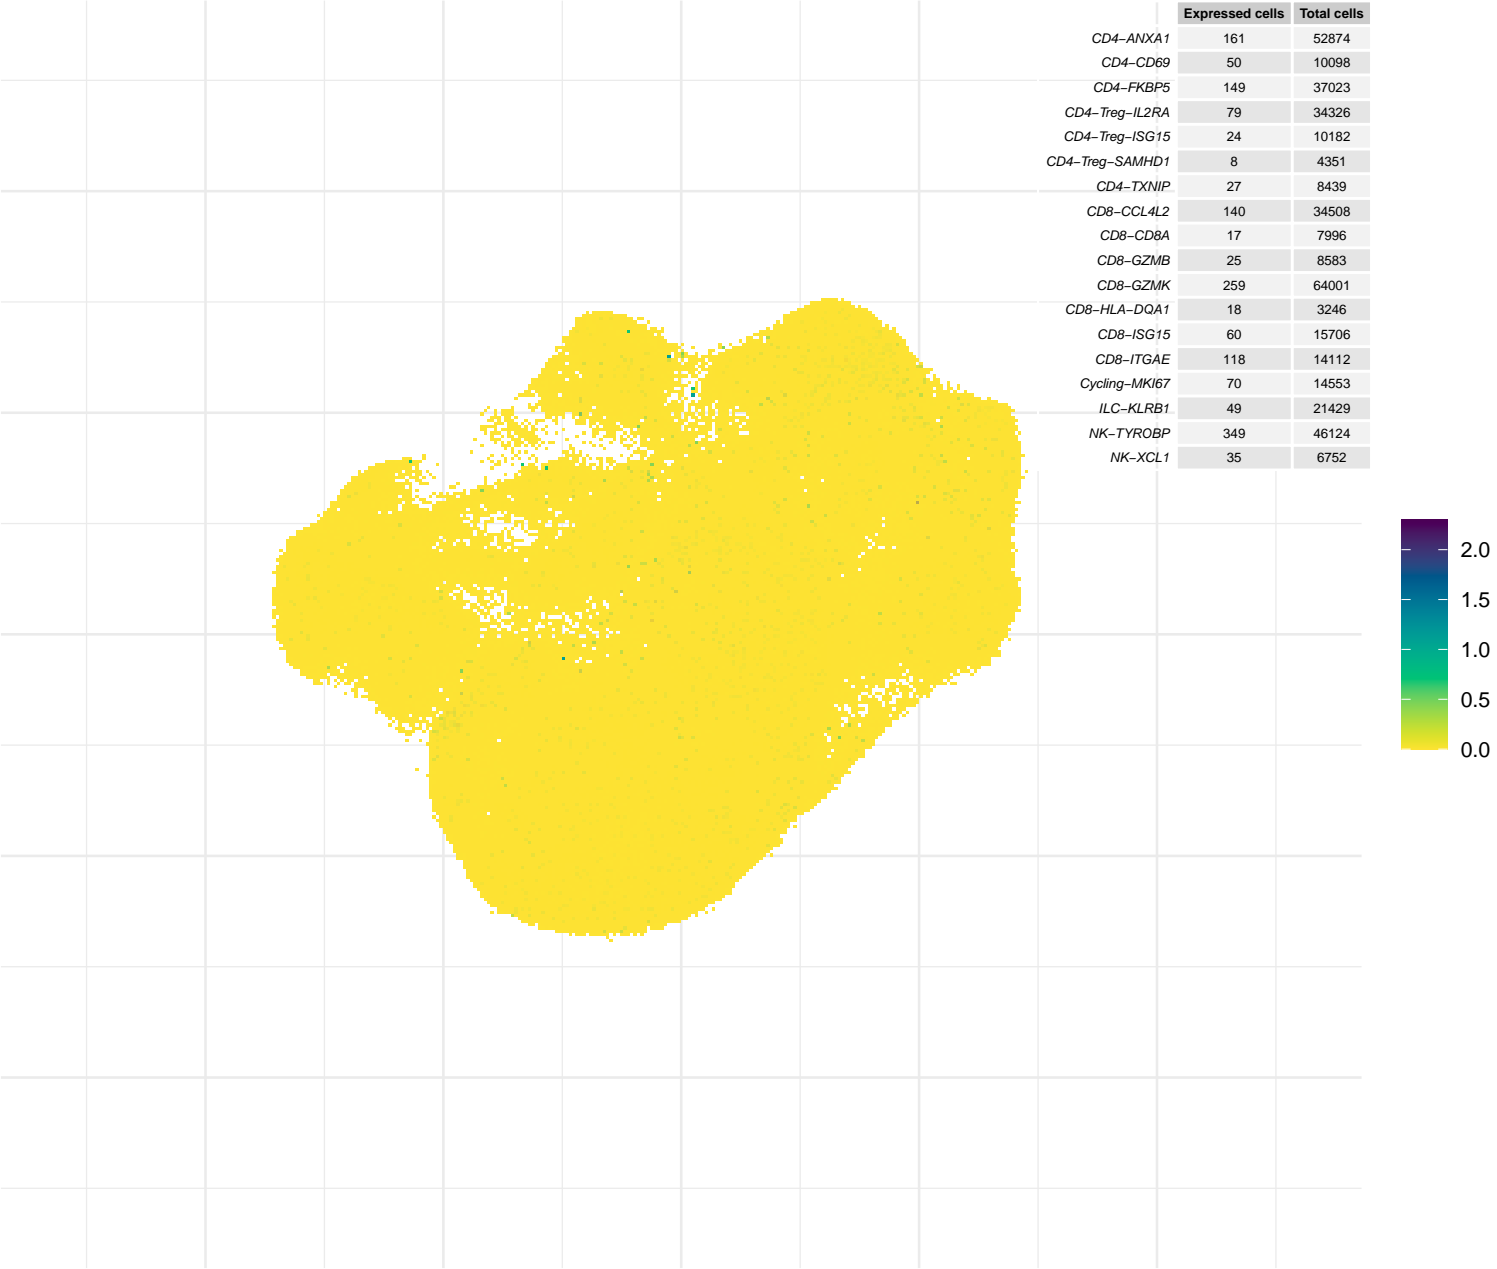 Expressed cells Total cells
CD4−ANXA1 161 52874
CD4−CD69 50 10098
CD4−FKBP5 149 37023
CD4−Treg−IL2RA 79 34326
CD4−Treg−ISG15 24 10182
CD4−Treg−SAMHD1 8 4351
CD4−TXNIP 27 8439
CD8−CCL4L2 140 34508
CD8−CD8A 17 7996
CD8−GZMB 25 8583
CD8−GZMK 259 64001
CD8−HLA−DQA1 18 3246
CD8−ISG15 60 15706
CD8−ITGAE 118 14112
Cycling−MKI67 70 14553
ILC−KLRB1 49 21429
NK−TYROBP 349 46124
NK−XCL1 35 6752
2.0
1.5
1.0
0.5
0.0